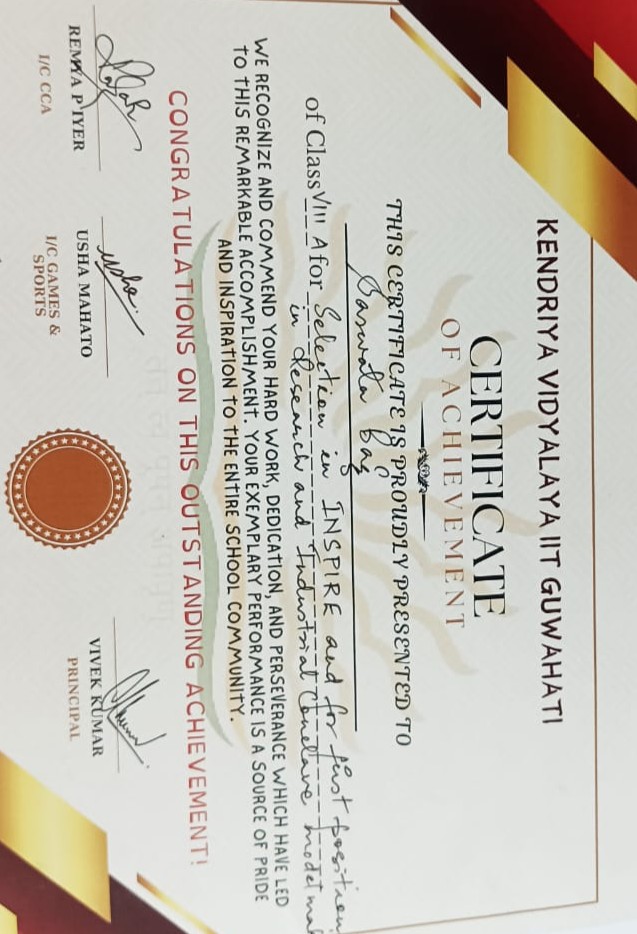 KENDRIYA VIDYALAYA IIT GUWAHATI
CERTIFICATE
OF ACHIEVEMENT
THIS CERTIFICATE IS PROUDLY PRESENTED TO
Saswata Bag
of Class VIII A for Selection in INSPIRE and for first position
in Research and Industrial Conclave model mak
WE RECOGNIZE AND COMMEND YOUR HARD WORK, DEDICATION, AND PERSEVERANCE WHICH HAVE LED
TO THIS REMARKABLE ACCOMPLISHMENT. YOUR EXEMPLARY PERFORMANCE IS A SOURCE OF PRIDE
AND INSPIRATION TO THE ENTIRE SCHOOL COMMUNITY.
CONGRATULATIONS ON THIS OUTSTANDING ACHIEVEMENT!
तत् त्वं पूषन् अपावृणु
usha
REMYA P IYER
USHA MAHATO
VIVEK KUMAR
I/C CCA
I/C GAMES &
SPORTS
PRINCIPAL